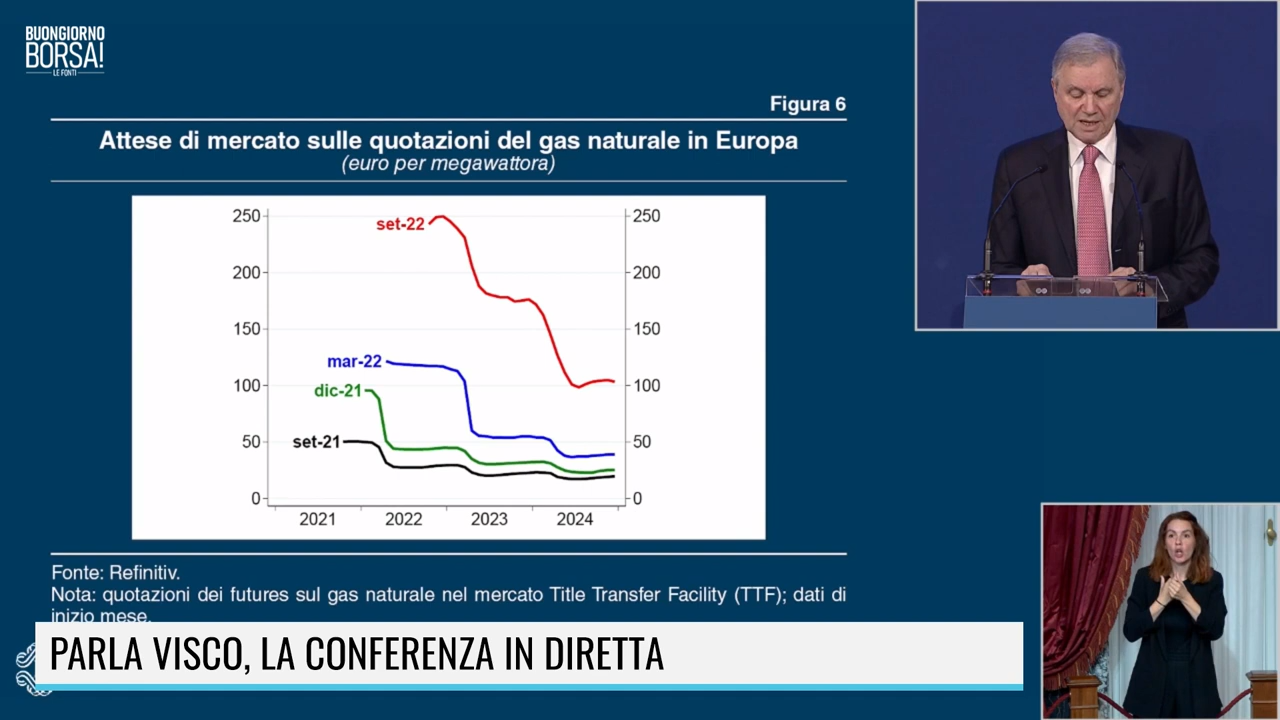 BUONGIORNO
BORSA!
LE FONTI
Figura 6
Attese di mercato sulle quotazioni del gas naturale in Europa
(euro per megawattora)
250 250
set-22
200 200
150 150
mar-22
dic-21
100 100
set-21
50 50
0 0
2021 2022 2023 2024
Fonte: Refinitiv.
Nota: quotazioni dei futures sul gas naturale nel mercato Title Transfer Facility (TTF); dati di
inizio mese.
PARLA VISCO, LA CONFERENZA IN DIRETTA